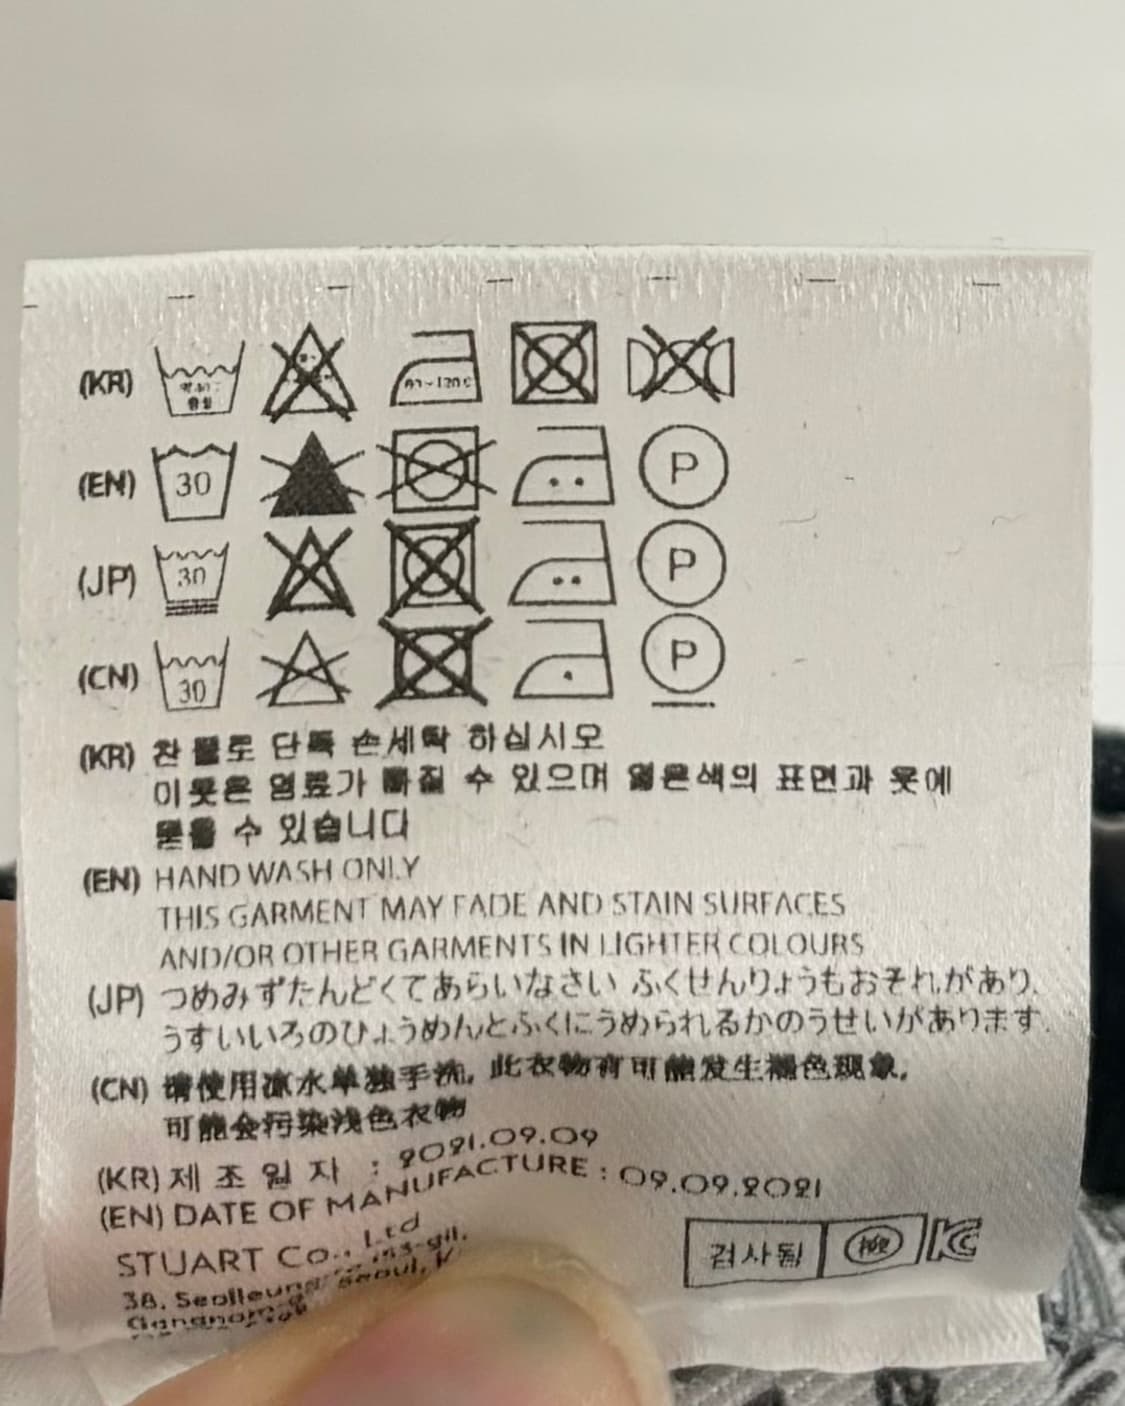 (KR) 80~120℃
(EN) 30 P
(JP) 30 P
(CN) 30 P
(KR) 찬 물로 단독 손세탁 하십시오
이 옷은 염료가 빠질 수 있으며 옅은색의 표면과 옷에
묻을 수 있습니다
(EN) HAND WASH ONLY
THIS GARMENT MAY FADE AND STAIN SURFACES
AND/OR OTHER GARMENTS IN LIGHTER COLOURS
(JP) つめみずたんどくてあらいなさい ふくせんりょうもおそれがあり、
うすいいろのひょうめんとふくにうめられるかのうせいがあります.
(CN) 请使用凉水单独手洗, 此衣物有可能发生褪色现象,
可能会污染浅色衣物
(KR) 제 조 일 자 : 2021.09.09
(EN) DATE OF MANUFACTURE : 09.09.2021
STUART Co., Ltd
38, Seolleung
Seoul,
검사됨 KC